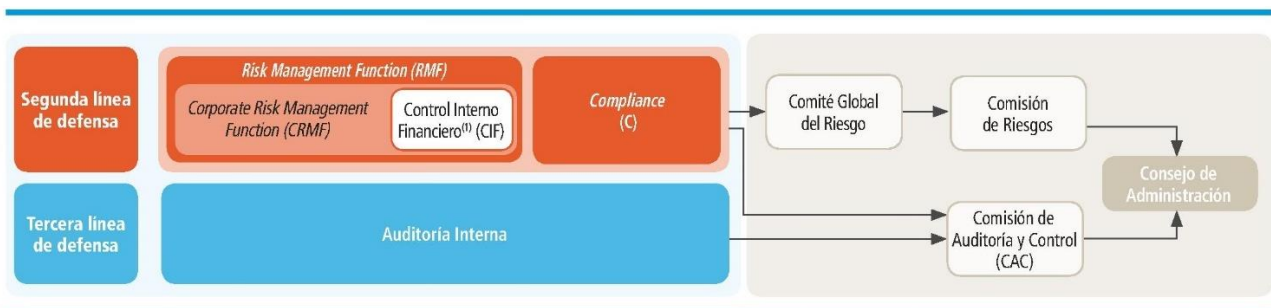 Segunda línea
de defensa
Risk Management Function (RMF)
Corporate Risk Management
Function (CRMF)
Control Interno
Financiero(1) (CIF)
Compliance
(C)
Comité Global
del Riesgo
Comisión
de Riesgos
Consejo de
Administración
Tercera línea
de defensa
Auditoría Interna
Comisión de
Auditoría y Control
(CAC)